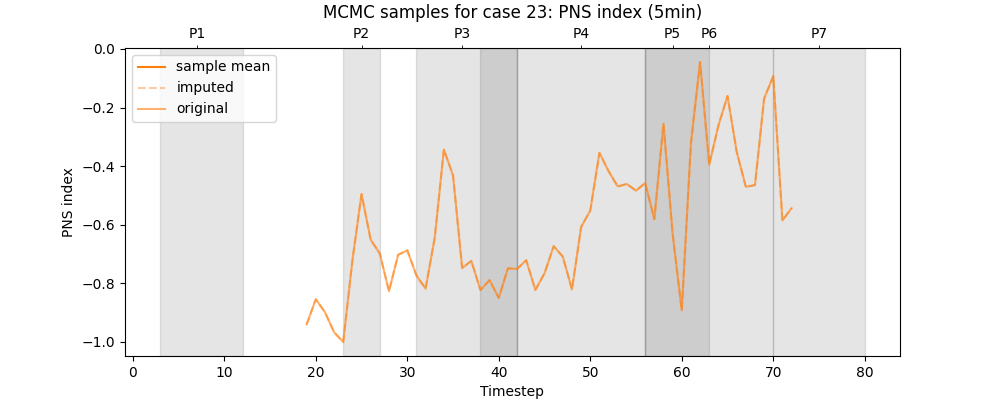 MCMC samples for case 23: PNS index (5min)
P1 P2 P3 P4 P5 P6 P7
sample mean
imputed
original
PNS index
0.0
−0.2
−0.4
−0.6
−0.8
−1.0
0 10 20 30 40 50 60 70 80
Timestep